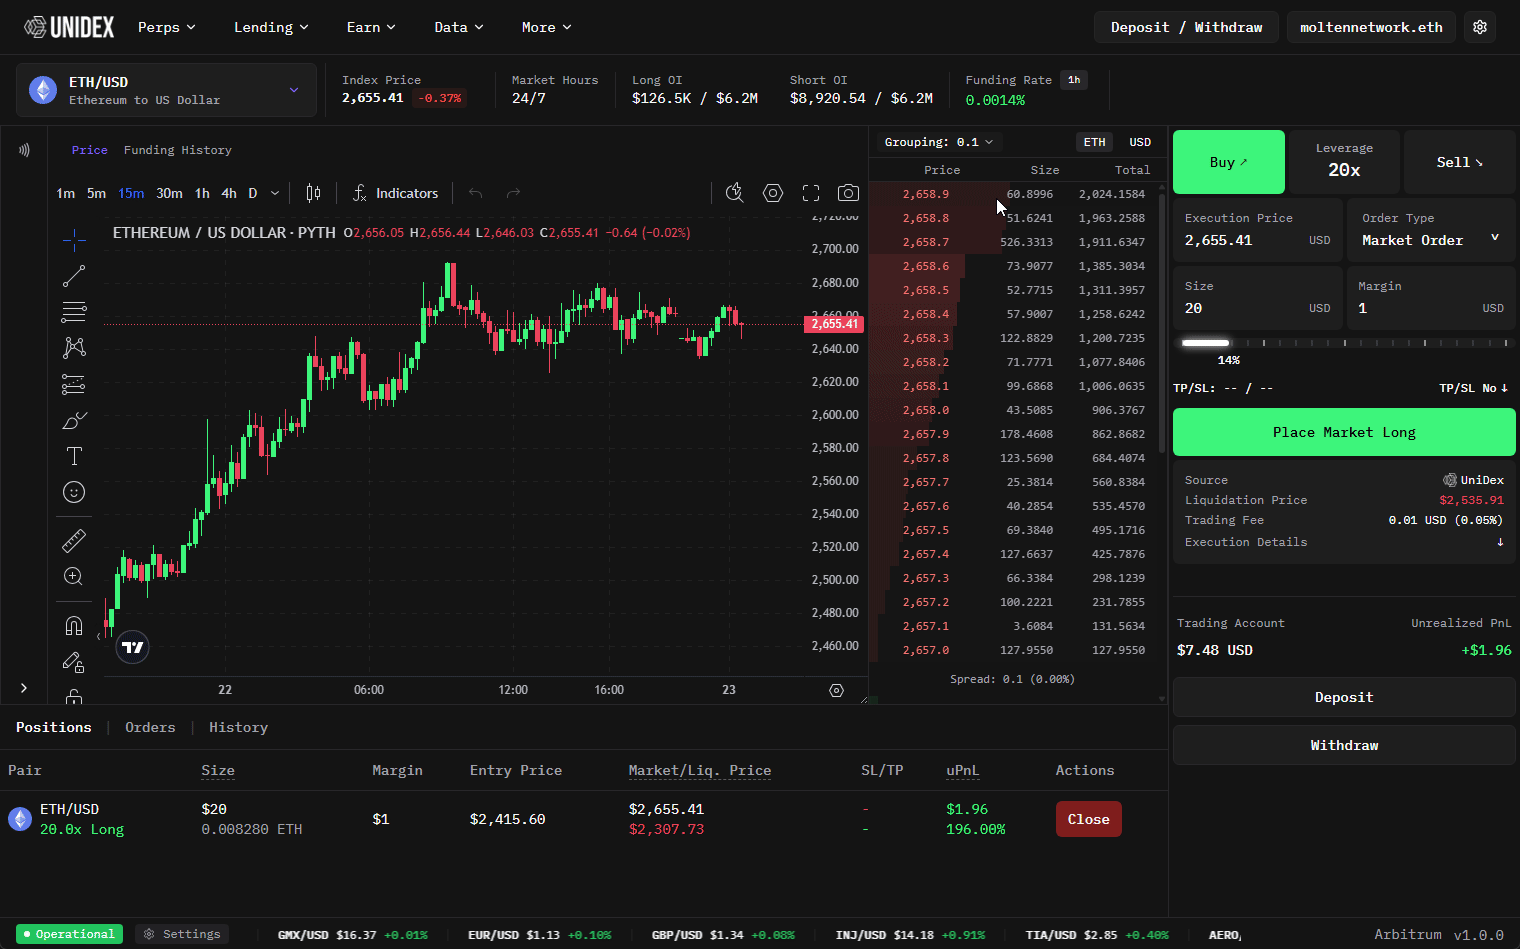 UNIDEX Perps Lending Earn Data More Deposit / Withdraw moltennetwork.eth
ETH/USD
Ethereum to US Dollar
Index Price
2,655.41 -0.37%
Market Hours
24/7
Long OI
$126.5K / $6.2M
Short OI
$8,920.54 / $6.2M
Funding Rate 1h
0.0014%
Price Funding History
1m 5m 15m 30m 1h 4h D Indicators
ETHEREUM / US DOLLAR · PYTH O2,656.05 H2,656.44 L2,646.03 C2,655.41 −0.64 (−0.02%)
2,720.00
2,700.00
2,680.00
2,660.00
2,655.41
2,640.00
2,620.00
2,600.00
2,580.00
2,560.00
2,540.00
2,520.00
2,500.00
2,480.00
2,460.00
22 06:00 12:00 16:00 23
Grouping: 0.1 ETH USD
Price Size Total
2,658.9 60.8996 2,024.1584
2,658.8 51.6241 1,963.2588
2,658.7 526.3313 1,911.6347
2,658.6 73.9077 1,385.3034
2,658.5 52.7715 1,311.3957
2,658.4 57.9007 1,258.6242
2,658.3 122.8829 1,200.7235
2,658.2 71.7771 1,077.8406
2,658.1 99.6868 1,006.0635
2,658.0 43.5085 906.3767
2,657.9 178.4608 862.8682
2,657.8 123.5690 684.4074
2,657.7 25.3814 560.8384
2,657.6 40.2854 535.4570
2,657.5 69.3840 495.1716
2,657.4 127.6637 425.7876
2,657.3 66.3384 298.1239
2,657.2 100.2221 231.7855
2,657.1 3.6084 131.5634
2,657.0 127.9550 127.9550
Spread: 0.1 (0.00%)
Buy ↗
Leverage
20x
Sell ↘
Execution Price
2,655.41 USD
Order Type
Market Order
Size
20 USD
Margin
1 USD
14%
TP/SL: -- / -- TP/SL No ↓
Place Market Long
Source UniDex
Liquidation Price $2,535.91
Trading Fee 0.01 USD (0.05%)
Execution Details ↓
Trading Account Unrealized PnL
$7.48 USD +$1.96
Deposit
Withdraw
Positions | Orders | History
Pair Size Margin Entry Price Market/Liq. Price SL/TP uPnL Actions
ETH/USD $20 $1 $2,415.60 $2,655.41 - $1.96 Close
20.0x Long 0.008280 ETH $2,307.73 - 196.00%
Operational Settings GMX/USD $16.37 +0.01% EUR/USD $1.13 +0.10% GBP/USD $1.34 +0.08% INJ/USD $14.18 +0.91% TIA/USD $2.85 +0.40% AERO/ Arbitrum v1.0.0